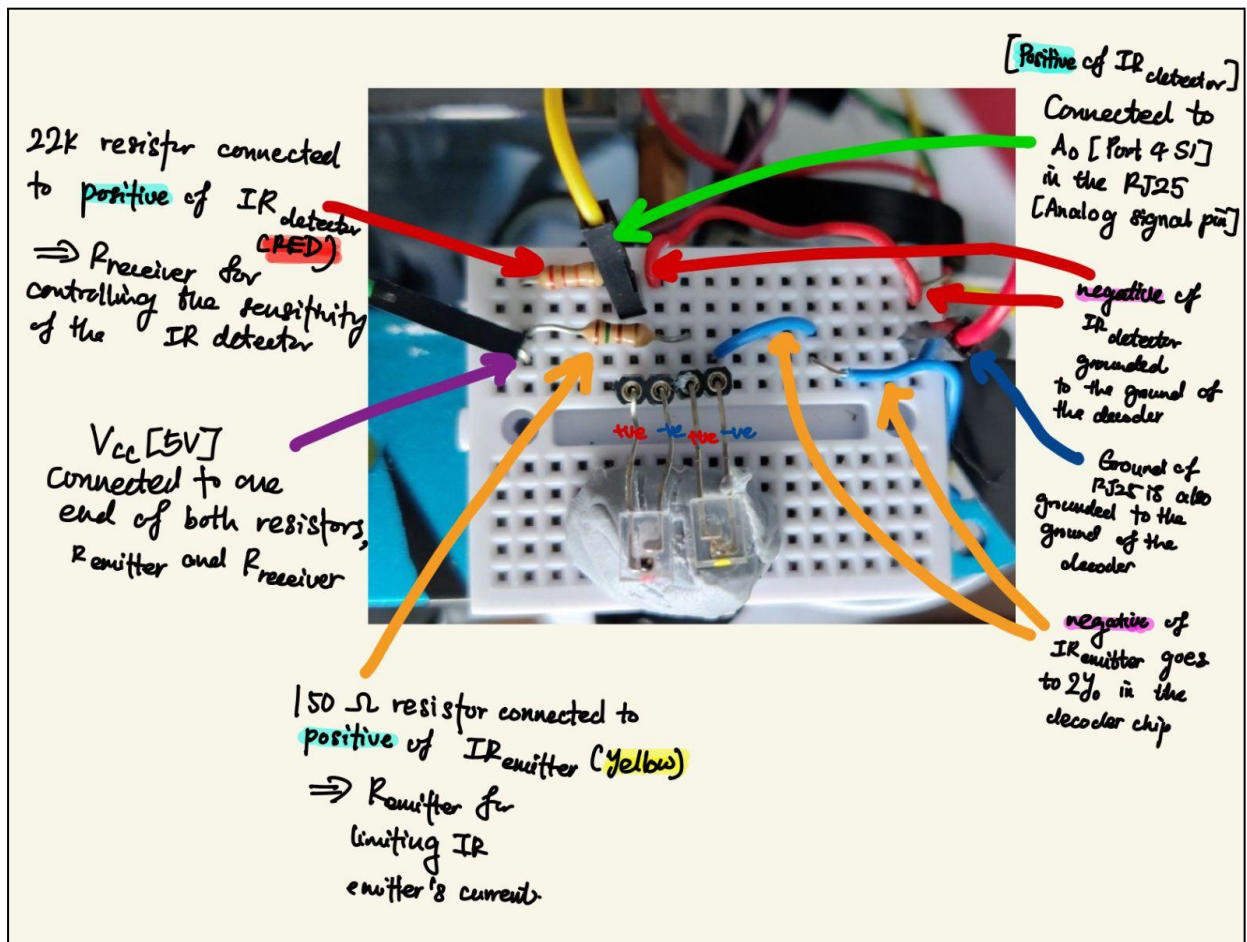 22K resistor connected
to positive of IR detector
(RED)
⇒ Rreceiver for
controlling the sensitivity
of the IR detector
Vcc [5V]
Connected to one
end of both resistors,
Remitter and Rreceiver
150 Ω resistor connected to
positive of IR emitter (Yellow)
⇒ Remitter for
limiting IR
emitter's current.
+ve -ve +ve -ve
[Positive of IR detector]
Connected to
A0 [Port 4 S1]
in the RJ25
[Analog signal pin]
negative of
IR detector
grounded
to the ground of
the decoder
Ground of
RJ25 is also
grounded to the
ground of the
decoder
negative of
IR emitter goes
to 2Y0 in the
decoder chip